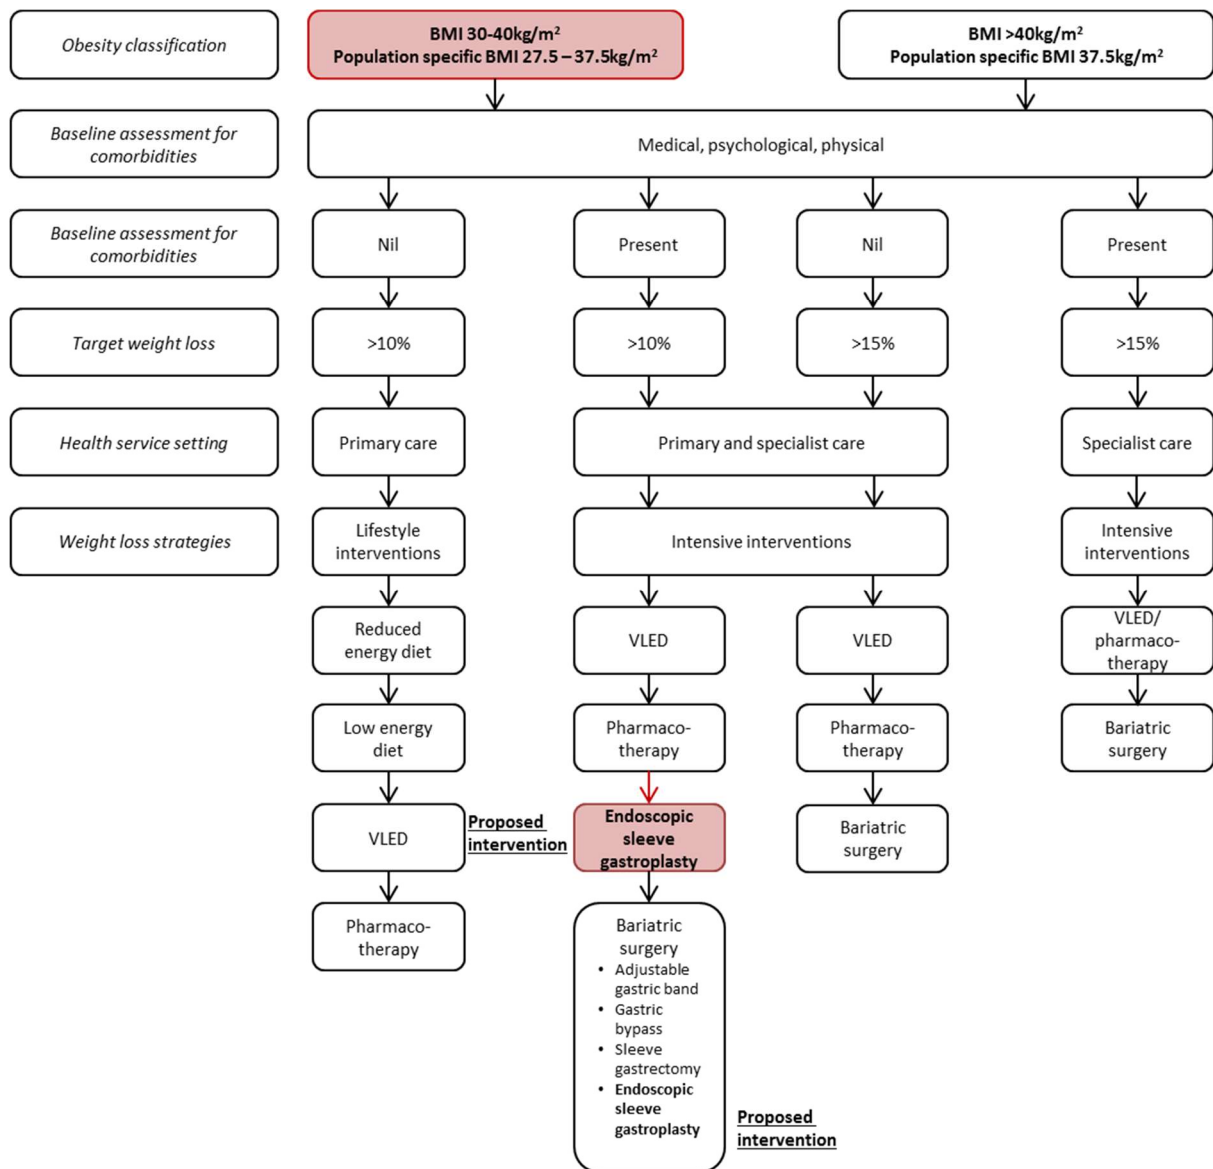 Obesity classification
BMI 30-40kg/m²
Population specific BMI 27.5 – 37.5kg/m²
BMI >40kg/m²
Population specific BMI 37.5kg/m²
Baseline assessment for
comorbidities
Medical, psychological, physical
Baseline assessment for
comorbidities
Nil
Present
Nil
Present
Target weight loss
>10%
>10%
>15%
>15%
Health service setting
Primary care
Primary and specialist care
Specialist care
Weight loss strategies
Lifestyle
interventions
Intensive interventions
Intensive
interventions
Reduced
energy diet
VLED
VLED
VLED/
pharmaco-
therapy
Low energy
diet
Pharmaco-
therapy
Pharmaco-
therapy
Bariatric
surgery
VLED
Proposed
intervention
Endoscopic
sleeve
gastroplasty
Bariatric
surgery
Pharmaco-
therapy
Bariatric
surgery
• Adjustable
gastric band
• Gastric
bypass
• Sleeve
gastrectomy
• Endoscopic
sleeve
gastroplasty
Proposed
intervention